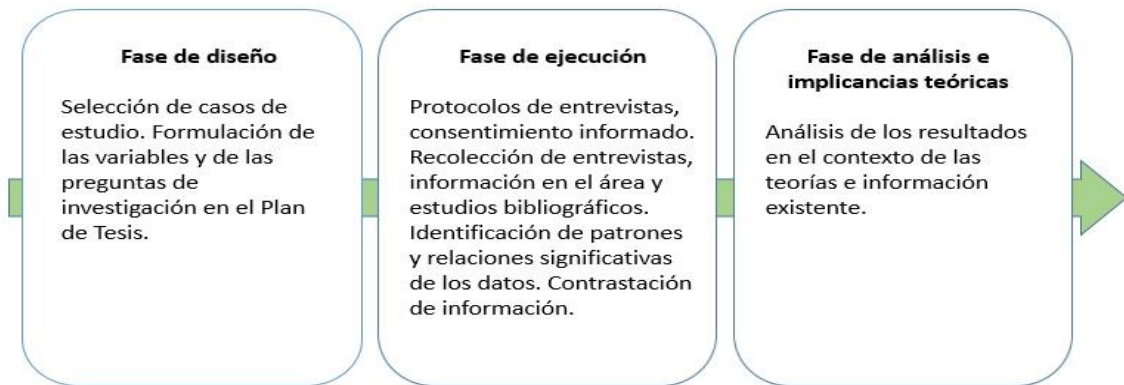 Fase de diseño
Selección de casos de
estudio. Formulación de
las variables y de las
preguntas de
investigación en el Plan
de Tesis.
Fase de ejecución
Protocolos de entrevistas,
consentimiento informado.
Recolección de entrevistas,
información en el área y
estudios bibliográficos.
Identificación de patrones
y relaciones significativas
de los datos. Contrastación
de información.
Fase de análisis e
implicancias teóricas
Análisis de los resultados
en el contexto de las
teorías e información
existente.